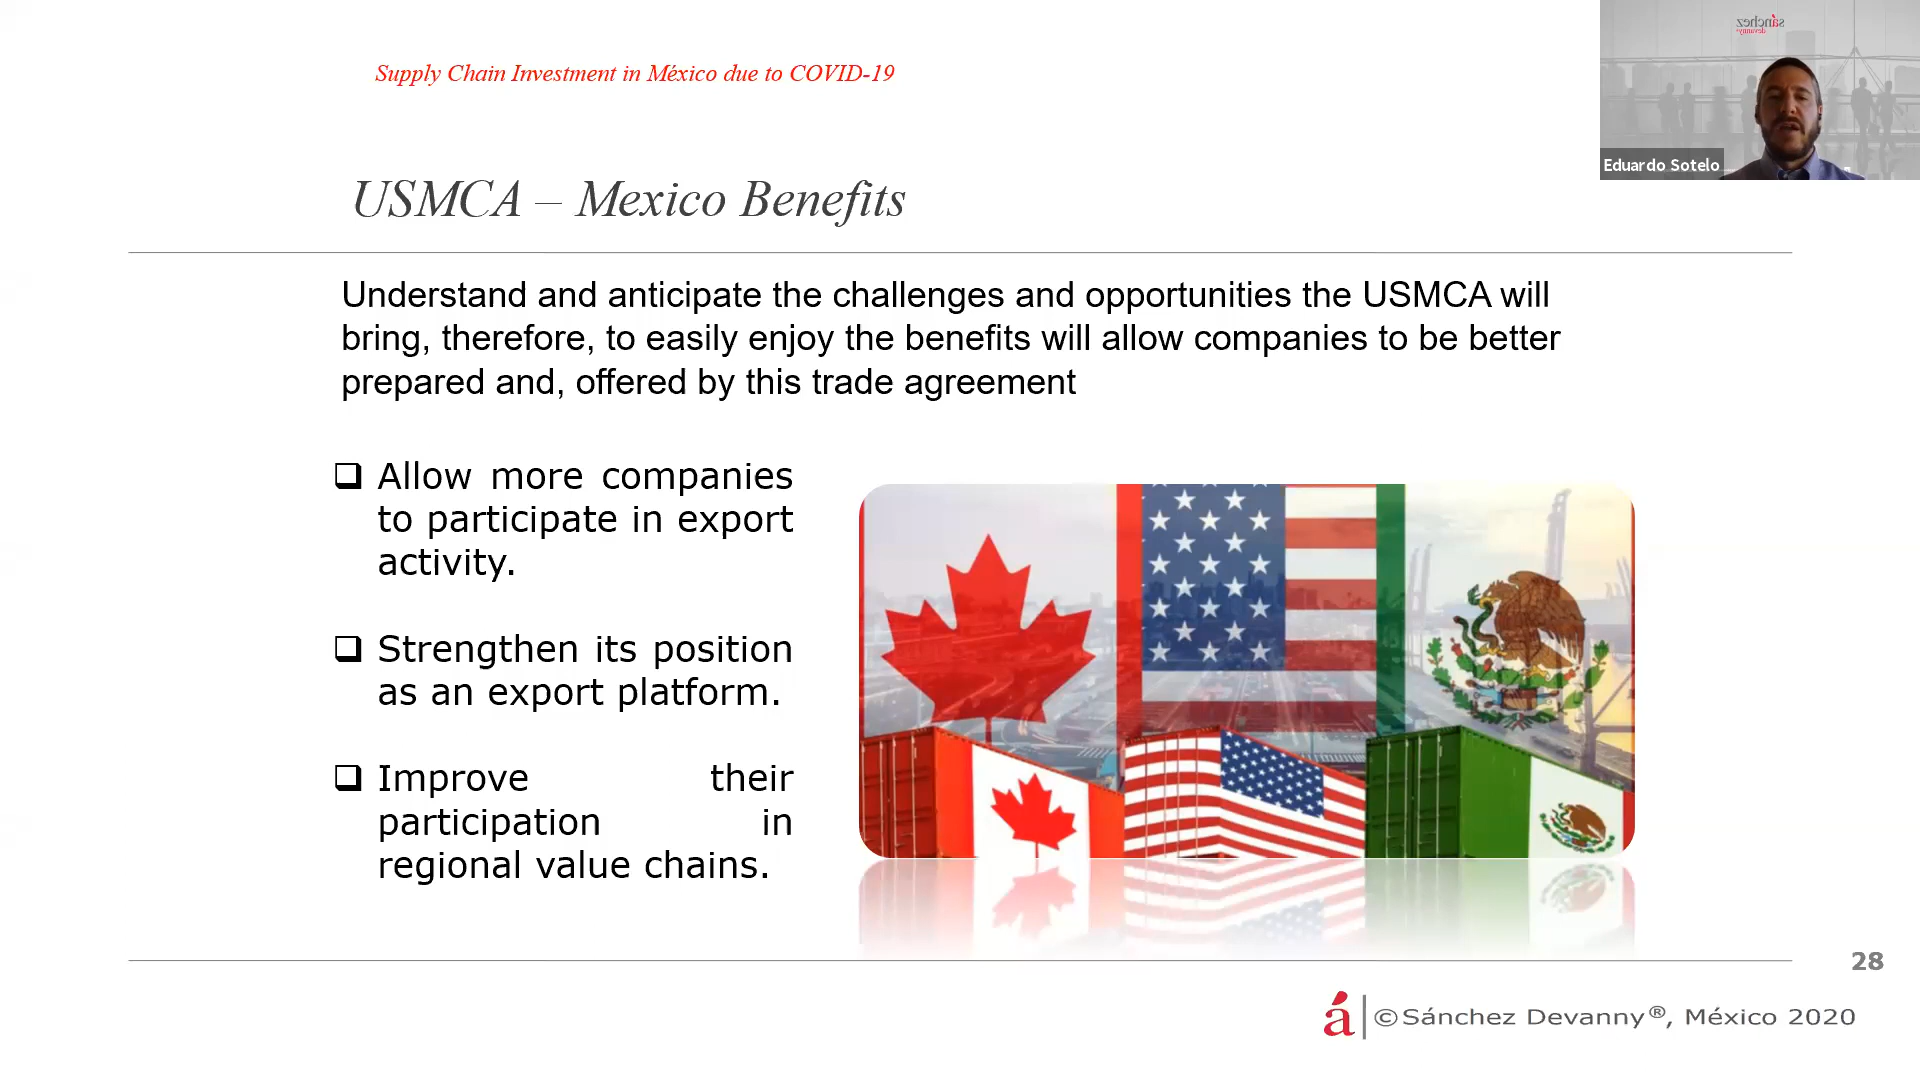 Supply Chain Investment in México due to COVID-19
sánchez
devanny
Eduardo Sotelo
USMCA – Mexico Benefits
Understand and anticipate the challenges and opportunities the USMCA will
bring, therefore, to easily enjoy the benefits will allow companies to be better
prepared and, offered by this trade agreement
Allow more companies
to participate in export
activity.
Strengthen its position
as an export platform.
Improve their
participation in
regional value chains.
28
á ©Sánchez Devanny®, México 2020